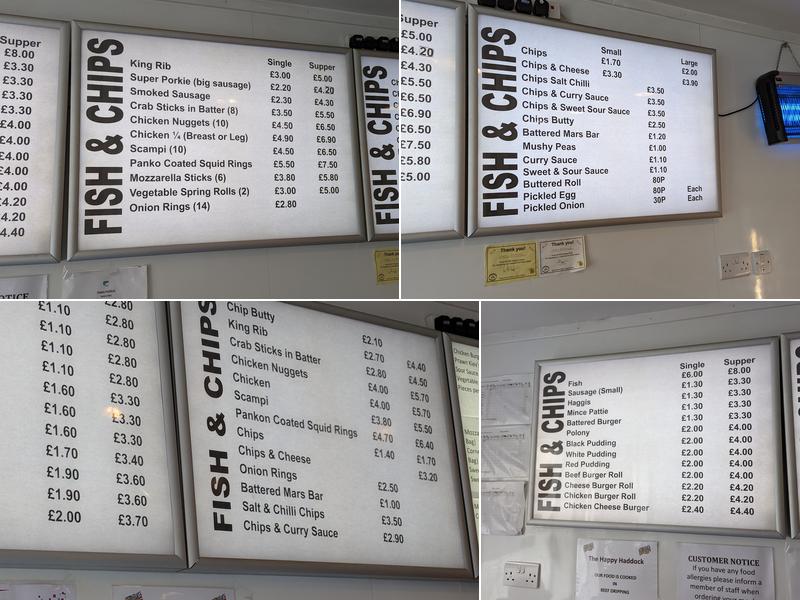 Supper
£8.00
£3.30
£3.30
£3.30
£3.30
£4.00
£4.00
£4.00
£4.00
£4.00
£4.20
£4.20
£4.40
FISH & CHIPS
Single Supper
King Rib £3.00 £5.00
Super Porkie (big sausage) £2.20 £4.20
Smoked Sausage £2.30 £4.30
Crab Sticks in Batter (8) £3.50 £5.50
Chicken Nuggets (10) £4.50 £6.50
Chicken ¼ (Breast or Leg) £4.90 £6.90
Scampi (10) £4.50 £6.50
Panko Coated Squid Rings £5.50 £7.50
Mozzarella Sticks (6) £3.80 £5.80
Vegetable Spring Rolls (2) £3.00 £5.00
Onion Rings (14) £2.80
FISH & CHIPS
NOTICE
Supper
£5.00
£4.20
£4.30
£5.50
£6.50
£6.90
£6.50
£7.50
£5.80
£5.00
FISH & CHIPS
Small Large
Chips £1.70 £2.00
Chips & Cheese £3.30 £3.90
Chips Salt Chilli £3.50
Chips & Curry Sauce £3.50
Chips & Sweet Sour Sauce £3.50
Chips Butty £2.50
Battered Mars Bar £1.20
Mushy Peas £1.00
Curry Sauce £1.10
Sweet & Sour Sauce £1.10
Buttered Roll 80P
Pickled Egg 80P Each
Pickled Onion 30P Each
Thank you!
Thank you!
£1.10 £2.80
£1.10 £2.80
£1.10 £2.80
£1.10 £2.80
£1.60 £2.80
£1.60 £3.30
£1.60 £3.30
£1.70 £3.30
£1.90 £3.40
£1.90 £3.60
£2.00 £3.60
£3.70
FISH & CHIPS
Chip Butty £2.10
King Rib £2.70 £4.40
Crab Sticks in Batter £2.80 £4.50
Chicken Nuggets £4.00 £5.70
Chicken £4.00 £5.70
Scampi £3.80 £5.50
Pankon Coated Squid Rings £4.70 £6.40
Chips £1.40 £1.70
Chips & Cheese £3.20
Onion Rings £2.50
Battered Mars Bar £1.00
Salt & Chilli Chips £3.50
Chips & Curry Sauce £2.90
FISH & CHIPS
Single Supper
Fish £6.00 £8.00
Sausage (Small) £1.30 £3.30
Haggis £1.30 £3.30
Mince Pattie £1.30 £3.30
Battered Burger £1.30 £3.30
Polony £2.00 £4.00
Black Pudding £2.00 £4.00
White Pudding £2.00 £4.00
Red Pudding £2.00 £4.00
Beef Burger Roll £2.00 £4.00
Cheese Burger Roll £2.20 £4.20
Chicken Burger Roll £2.20 £4.20
Chicken Cheese Burger £2.40 £4.40
The Happy Haddock
OUR FOOD IS COOKED
IN
BEEF DRIPPING
CUSTOMER NOTICE
If you have any food
allergies please inform a
member of staff when
ordering your